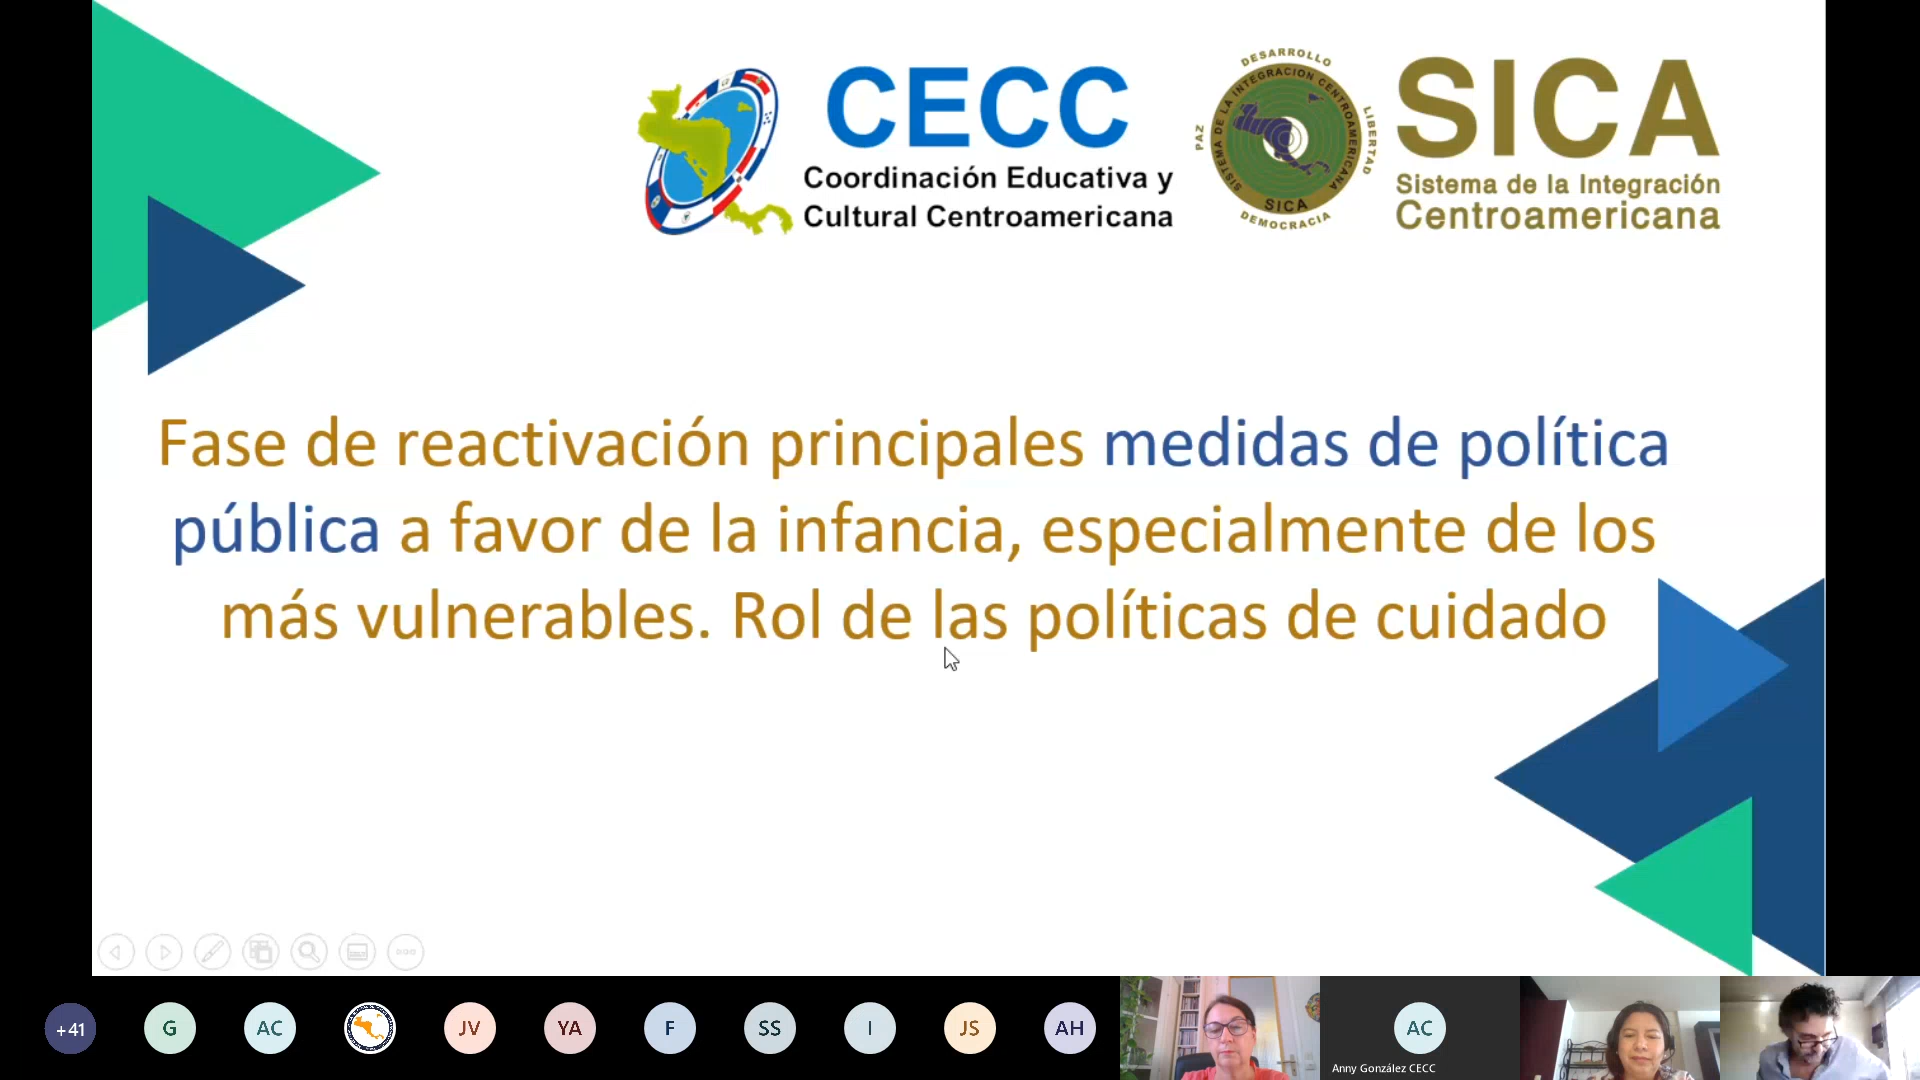 CECC
Coordinación Educativa y
Cultural Centroamericana
DESARROLLO
PAZ
LIBERTAD
DEMOCRACIA
SISTEMA DE LA INTEGRACION CENTROAMERICANA
SICA
SICA
Sistema de la Integración
Centroamericana
Fase de reactivación principales medidas de política
pública a favor de la infancia, especialmente de los
más vulnerables. Rol de las políticas de cuidado
+41
G
AC
JV
YA
F
SS
I
JS
AH
AC
Anny González CECC